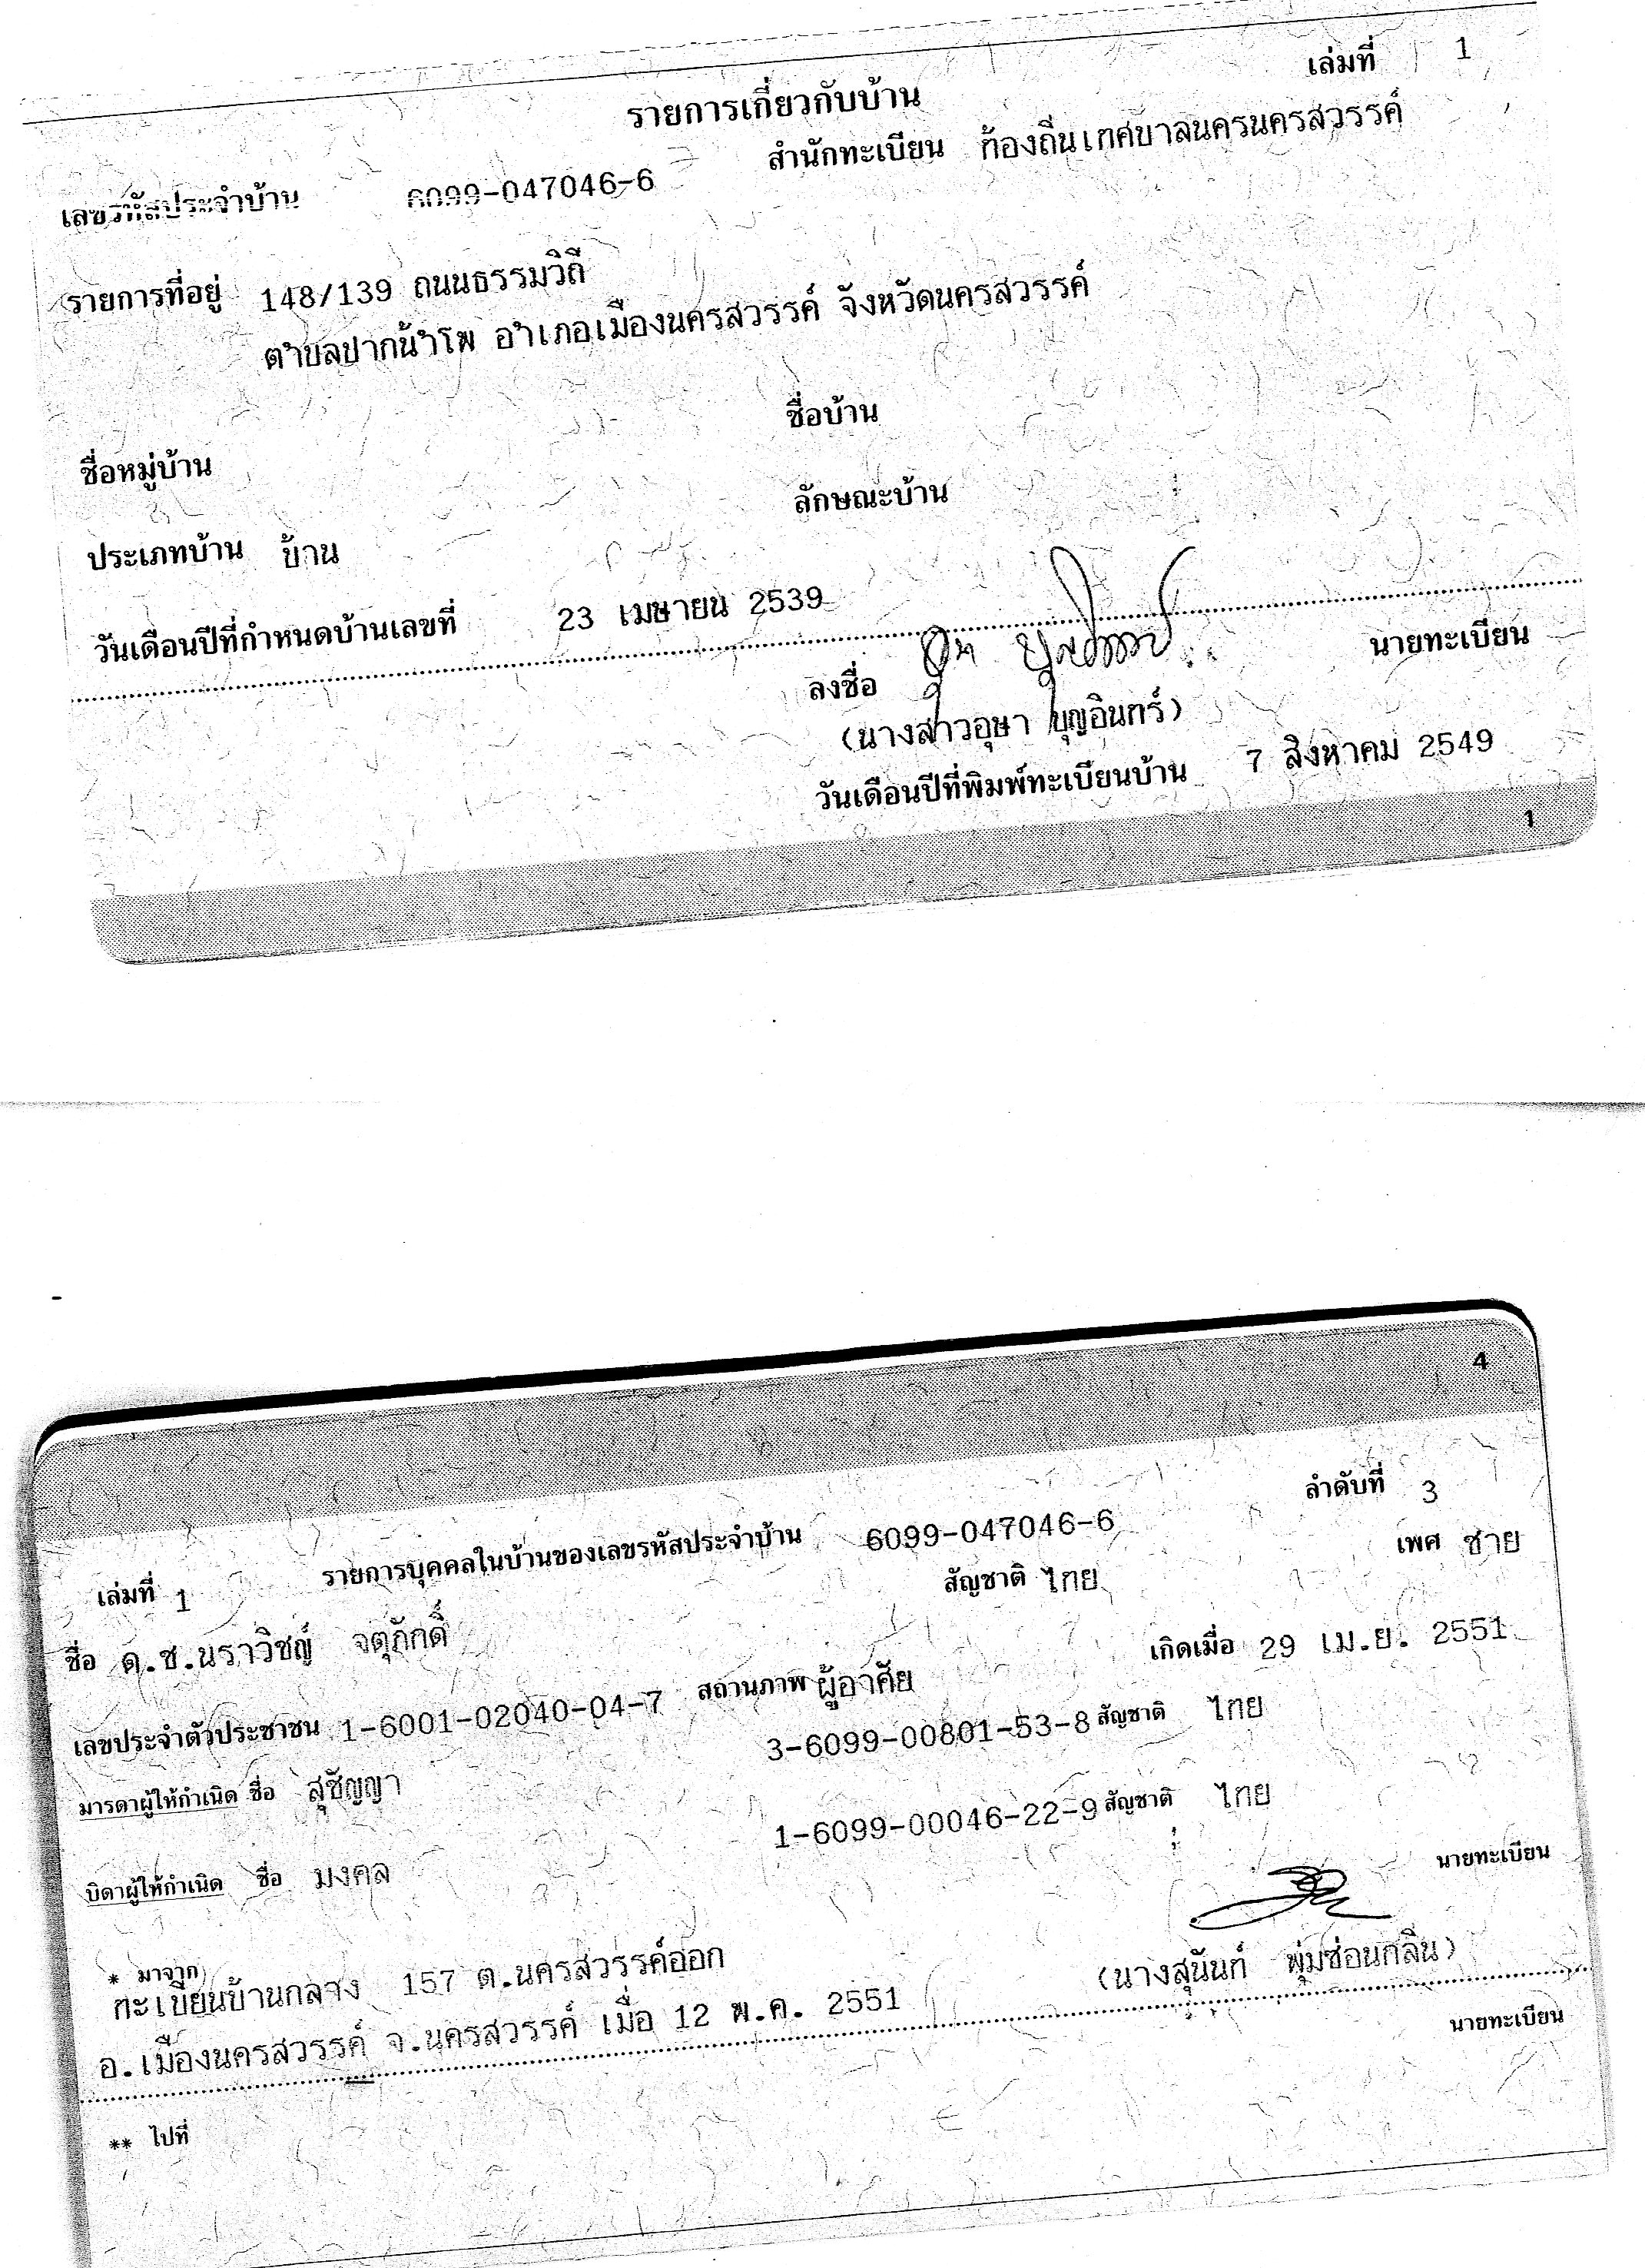 เล่มที่ 1
รายการเกี่ยวกับบ้าน
เลขรหัสประจำบ้าน 6099-047046-6 สำนักทะเบียน ท้องถิ่นเทศบาลนครนครสวรรค์
รายการที่อยู่ 148/139 ถนนธรรมวิถี
ตำบลปากน้ำโพ อำเภอเมืองนครสวรรค์ จังหวัดนครสวรรค์
ชื่อหมู่บ้าน ชื่อบ้าน
ประเภทบ้าน บ้าน ลักษณะบ้าน
วันเดือนปีที่กำหนดบ้านเลขที่ 23 เมษายน 2539
ลงชื่อ นายทะเบียน
(นางสาวอุษา บุญอินทร์)
วันเดือนปีที่พิมพ์ทะเบียนบ้าน 7 สิงหาคม 2549
1
4
เล่มที่ 1 รายการบุคคลในบ้านของเลขรหัสประจำบ้าน 6099-047046-6 ลำดับที่ 3
ชื่อ ด.ช.นราวิชญ์ จตุภักดิ์ สัญชาติ ไทย เพศ ชาย
เลขประจำตัวประชาชน 1-6001-02040-04-7 สถานภาพ ผู้อาศัย เกิดเมื่อ 29 เม.ย. 2551
มารดาผู้ให้กำเนิด ชื่อ สุชัญญา 3-6099-00801-53-8 สัญชาติ ไทย
บิดาผู้ให้กำเนิด ชื่อ มงคล 1-6099-00046-22-9 สัญชาติ ไทย
* มาจาก นายทะเบียน
ทะเบียนบ้านกลาง 157 ต.นครสวรรค์ออก
อ.เมืองนครสวรรค์ จ.นครสวรรค์ เมื่อ 12 พ.ค. 2551 (นางสุนันท์ พุ่มซ่อนกลิ่น)
** ไปที่ นายทะเบียน